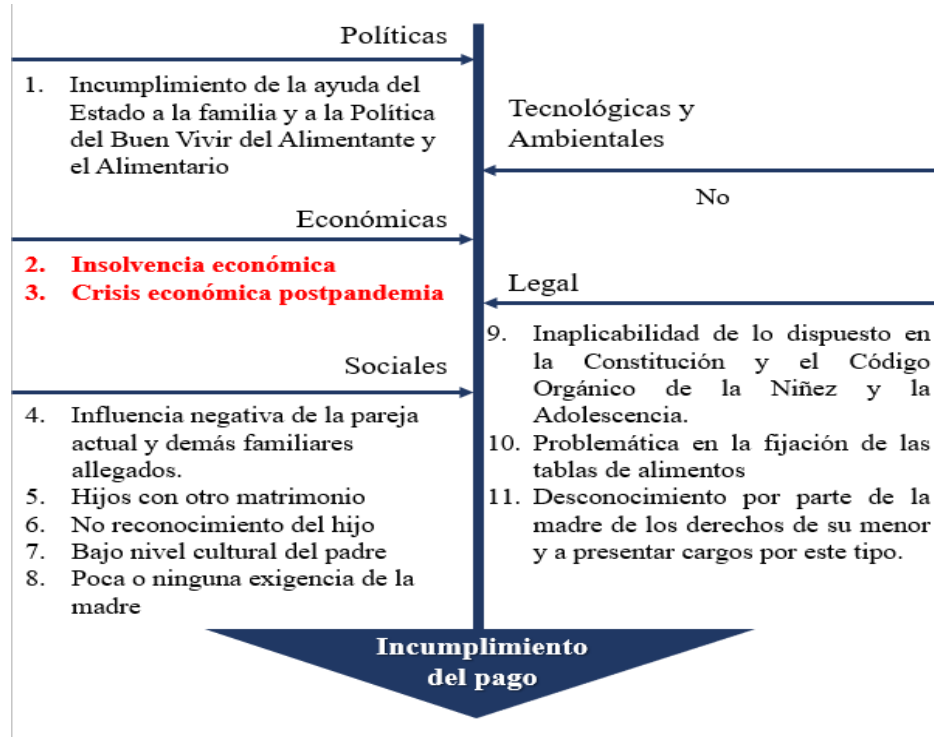 Políticas
1. Incumplimiento de la ayuda del
Estado a la familia y a la Política
del Buen Vivir del Alimentante y
el Alimentario
Económicas
2. Insolvencia económica
3. Crisis económica postpandemia
Sociales
4. Influencia negativa de la pareja
actual y demás familiares
allegados.
5. Hijos con otro matrimonio
6. No reconocimiento del hijo
7. Bajo nivel cultural del padre
8. Poca o ninguna exigencia de la
madre
Tecnológicas y
Ambientales
No
Legal
9. Inaplicabilidad de lo dispuesto en
la Constitución y el Código
Orgánico de la Niñez y la
Adolescencia.
10. Problemática en la fijación de las
tablas de alimentos
11. Desconocimiento por parte de la
madre de los derechos de su menor
y a presentar cargos por este tipo.
Incumplimiento
del pago